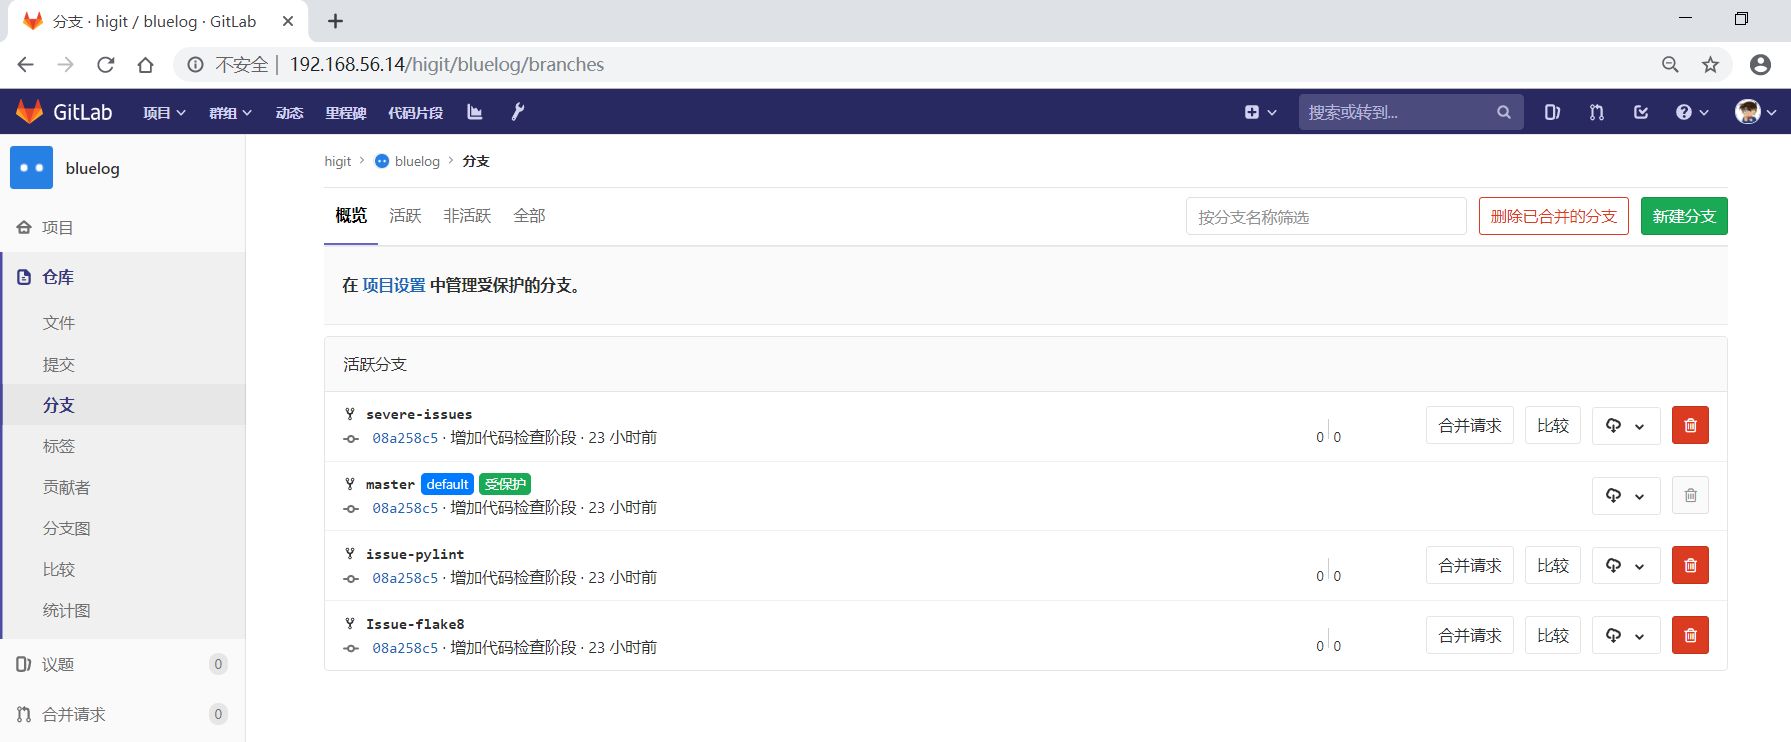 分支 · higit / bluelog · GitLab
不安全 | 192.168.56.14/higit/bluelog/branches
GitLab 项目 群组 动态 里程碑 代码片段 搜索或转到...
bluelog
项目
仓库
文件
提交
分支
标签
贡献者
分支图
比较
统计图
议题 0
合并请求 0
higit › bluelog › 分支
概览 活跃 非活跃 全部 按分支名称筛选 删除已合并的分支 新建分支
在 项目设置 中管理受保护的分支。
活跃分支
severe-issues
08a258c5 · 增加代码检查阶段 · 23 小时前 0 0 合并请求 比较
master default 受保护
08a258c5 · 增加代码检查阶段 · 23 小时前
issue-pylint
08a258c5 · 增加代码检查阶段 · 23 小时前 0 0 合并请求 比较
Issue-flake8
08a258c5 · 增加代码检查阶段 · 23 小时前 0 0 合并请求 比较